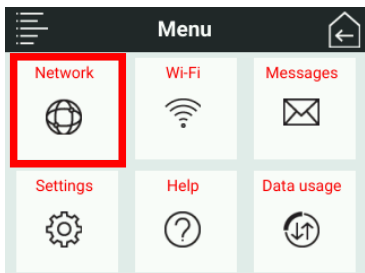 Menu
Network
Wi-Fi
Messages
Settings
Help
Data usage